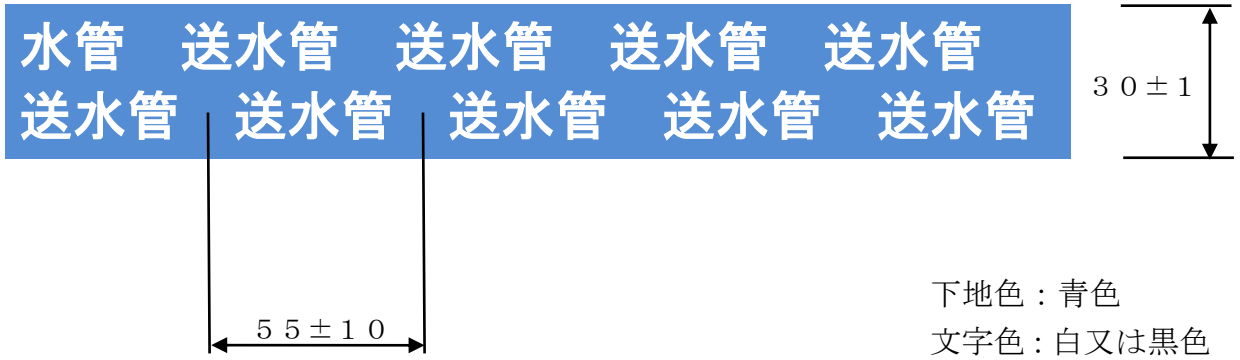 水管　送水管　送水管　送水管　送水管
送水管　送水管　送水管　送水管　送水管
３０±１
５５±１０
下地色：青色
文字色：白又は黒色